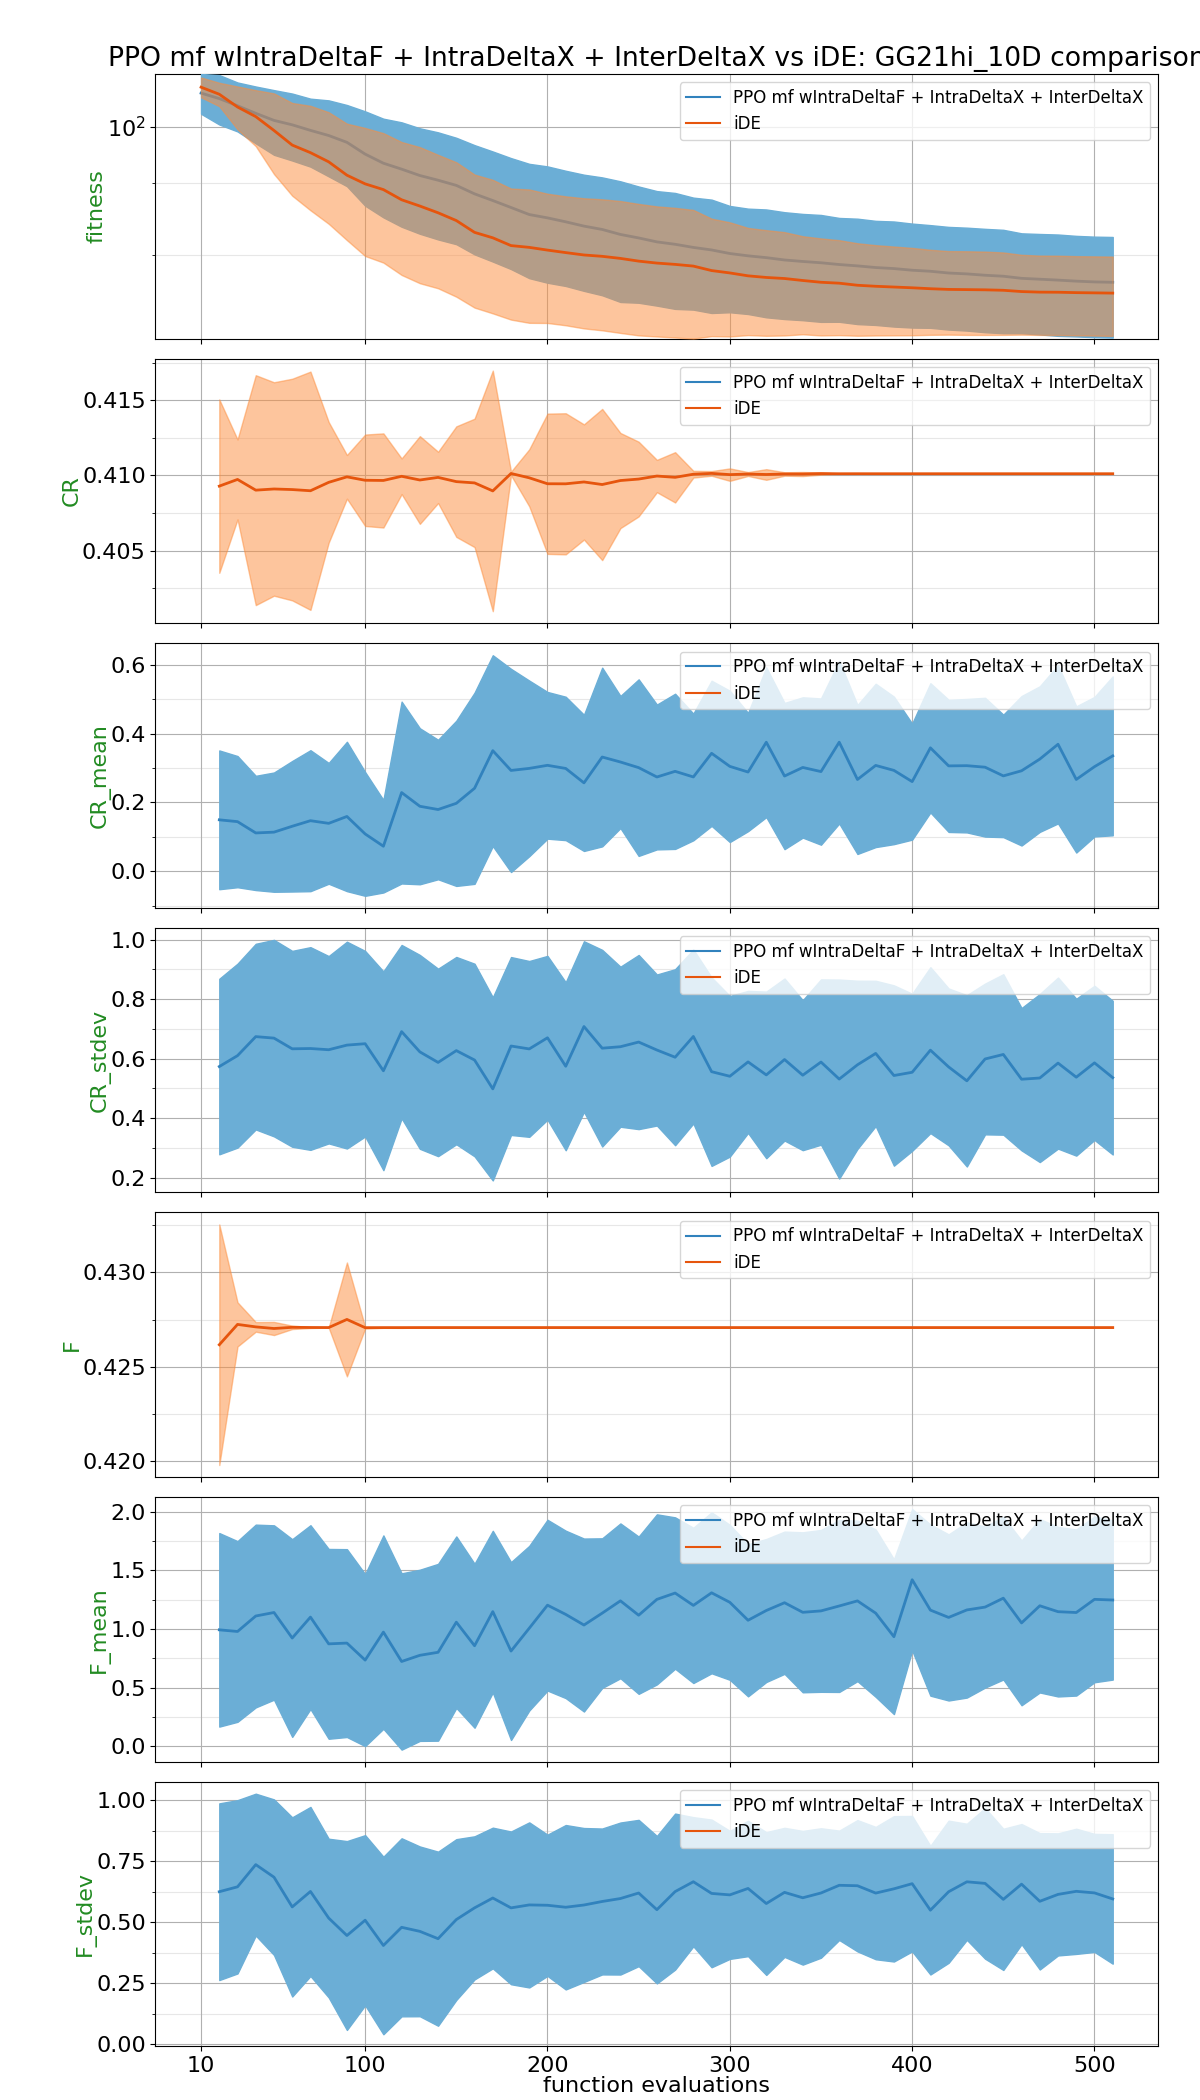 PPO mf wIntraDeltaF + IntraDeltaX + InterDeltaX vs iDE: GG21hi_10D comparison
10²
fitness
PPO mf wIntraDeltaF + IntraDeltaX + InterDeltaX
iDE
0.415
0.410
0.405
CR
PPO mf wIntraDeltaF + IntraDeltaX + InterDeltaX
iDE
0.6
0.4
0.2
0.0
CR_mean
PPO mf wIntraDeltaF + IntraDeltaX + InterDeltaX
iDE
1.0
0.8
0.6
0.4
0.2
CR_stdev
PPO mf wIntraDeltaF + IntraDeltaX + InterDeltaX
iDE
0.430
0.425
0.420
F
PPO mf wIntraDeltaF + IntraDeltaX + InterDeltaX
iDE
2.0
1.5
1.0
0.5
0.0
F_mean
PPO mf wIntraDeltaF + IntraDeltaX + InterDeltaX
iDE
1.00
0.75
0.50
0.25
0.00
F_stdev
PPO mf wIntraDeltaF + IntraDeltaX + InterDeltaX
iDE
10 100 200 300 400 500
function evaluations